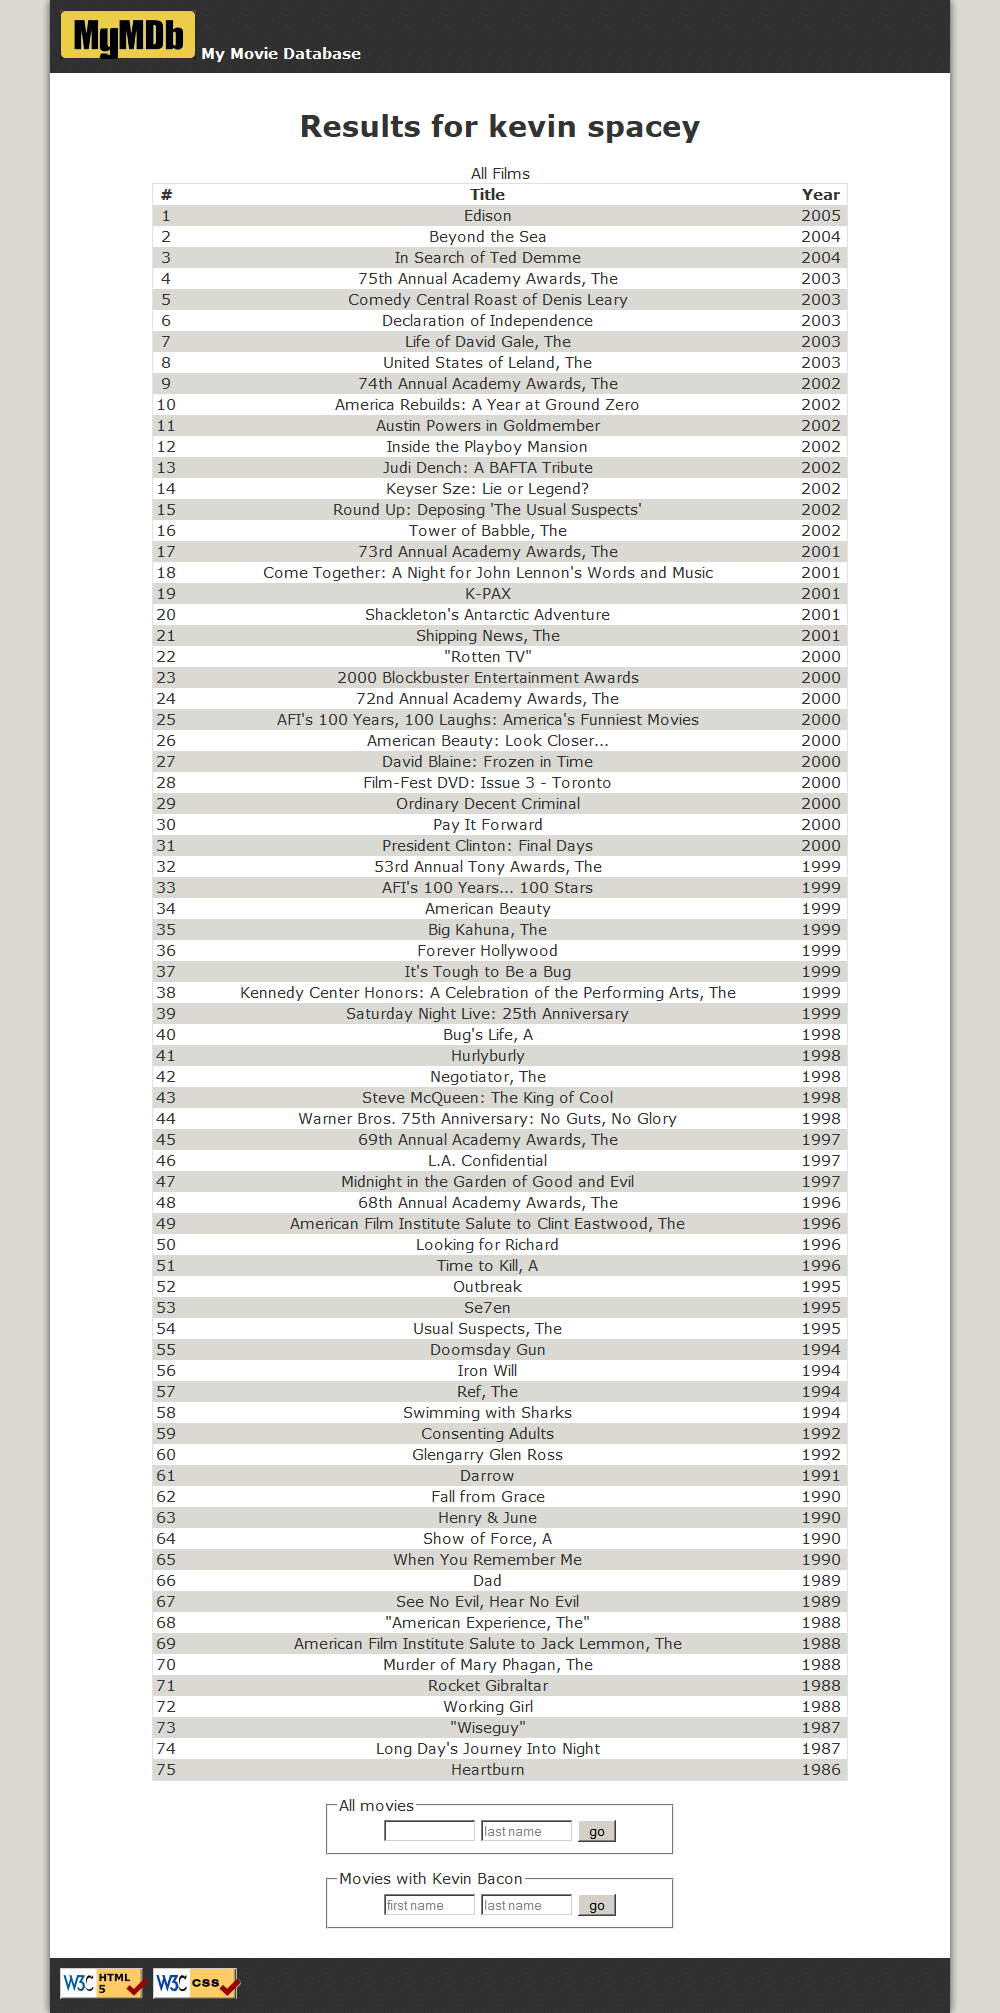 MyMDb My Movie Database
Results for kevin spacey
All Films
# Title Year
1 Edison 2005
2 Beyond the Sea 2004
3 In Search of Ted Demme 2004
4 75th Annual Academy Awards, The 2003
5 Comedy Central Roast of Denis Leary 2003
6 Declaration of Independence 2003
7 Life of David Gale, The 2003
8 United States of Leland, The 2003
9 74th Annual Academy Awards, The 2002
10 America Rebuilds: A Year at Ground Zero 2002
11 Austin Powers in Goldmember 2002
12 Inside the Playboy Mansion 2002
13 Judi Dench: A BAFTA Tribute 2002
14 Keyser Sze: Lie or Legend? 2002
15 Round Up: Deposing 'The Usual Suspects' 2002
16 Tower of Babble, The 2002
17 73rd Annual Academy Awards, The 2001
18 Come Together: A Night for John Lennon's Words and Music 2001
19 K-PAX 2001
20 Shackleton's Antarctic Adventure 2001
21 Shipping News, The 2001
22 "Rotten TV" 2000
23 2000 Blockbuster Entertainment Awards 2000
24 72nd Annual Academy Awards, The 2000
25 AFI's 100 Years, 100 Laughs: America's Funniest Movies 2000
26 American Beauty: Look Closer... 2000
27 David Blaine: Frozen in Time 2000
28 Film-Fest DVD: Issue 3 - Toronto 2000
29 Ordinary Decent Criminal 2000
30 Pay It Forward 2000
31 President Clinton: Final Days 2000
32 53rd Annual Tony Awards, The 1999
33 AFI's 100 Years... 100 Stars 1999
34 American Beauty 1999
35 Big Kahuna, The 1999
36 Forever Hollywood 1999
37 It's Tough to Be a Bug 1999
38 Kennedy Center Honors: A Celebration of the Performing Arts, The 1999
39 Saturday Night Live: 25th Anniversary 1999
40 Bug's Life, A 1998
41 Hurlyburly 1998
42 Negotiator, The 1998
43 Steve McQueen: The King of Cool 1998
44 Warner Bros. 75th Anniversary: No Guts, No Glory 1998
45 69th Annual Academy Awards, The 1997
46 L.A. Confidential 1997
47 Midnight in the Garden of Good and Evil 1997
48 68th Annual Academy Awards, The 1996
49 American Film Institute Salute to Clint Eastwood, The 1996
50 Looking for Richard 1996
51 Time to Kill, A 1996
52 Outbreak 1995
53 Se7en 1995
54 Usual Suspects, The 1995
55 Doomsday Gun 1994
56 Iron Will 1994
57 Ref, The 1994
58 Swimming with Sharks 1994
59 Consenting Adults 1992
60 Glengarry Glen Ross 1992
61 Darrow 1991
62 Fall from Grace 1990
63 Henry & June 1990
64 Show of Force, A 1990
65 When You Remember Me 1990
66 Dad 1989
67 See No Evil, Hear No Evil 1989
68 "American Experience, The" 1988
69 American Film Institute Salute to Jack Lemmon, The 1988
70 Murder of Mary Phagan, The 1988
71 Rocket Gibraltar 1988
72 Working Girl 1988
73 "Wiseguy" 1987
74 Long Day's Journey Into Night 1987
75 Heartburn 1986
All movies
last name go
Movies with Kevin Bacon
first name last name go
W3C HTML 5 W3C css